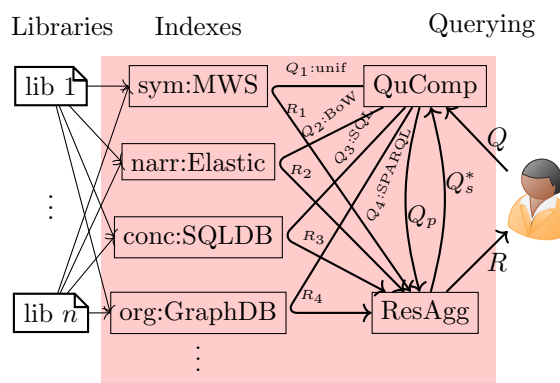 Libraries Indexes Querying
lib 1 sym:MWS Q₁:unif QuComp
R₁ Q₂:BoW Q₃:SQL Q
narr:Elastic R₂ Q₄:SPARQL Qₛ*
⋮ Qₚ
conc:SQLDB R₃ R
lib n org:GraphDB R₄ ResAgg
⋮